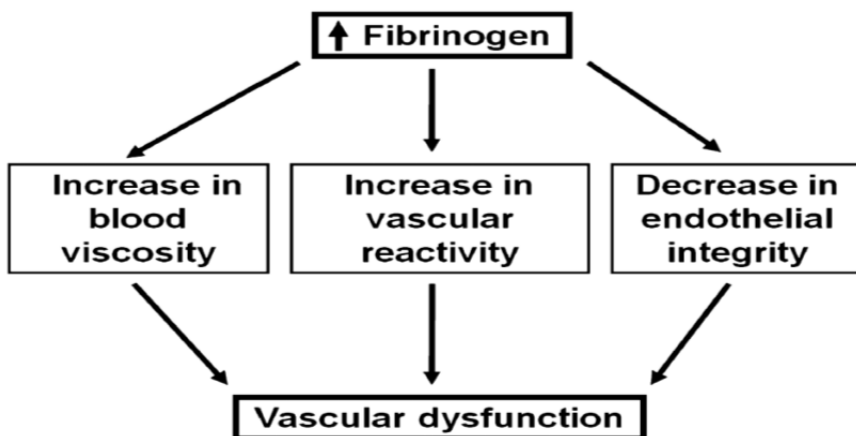 ↑ Fibrinogen
Increase in
blood
viscosity
Increase in
vascular
reactivity
Decrease in
endothelial
integrity
Vascular dysfunction